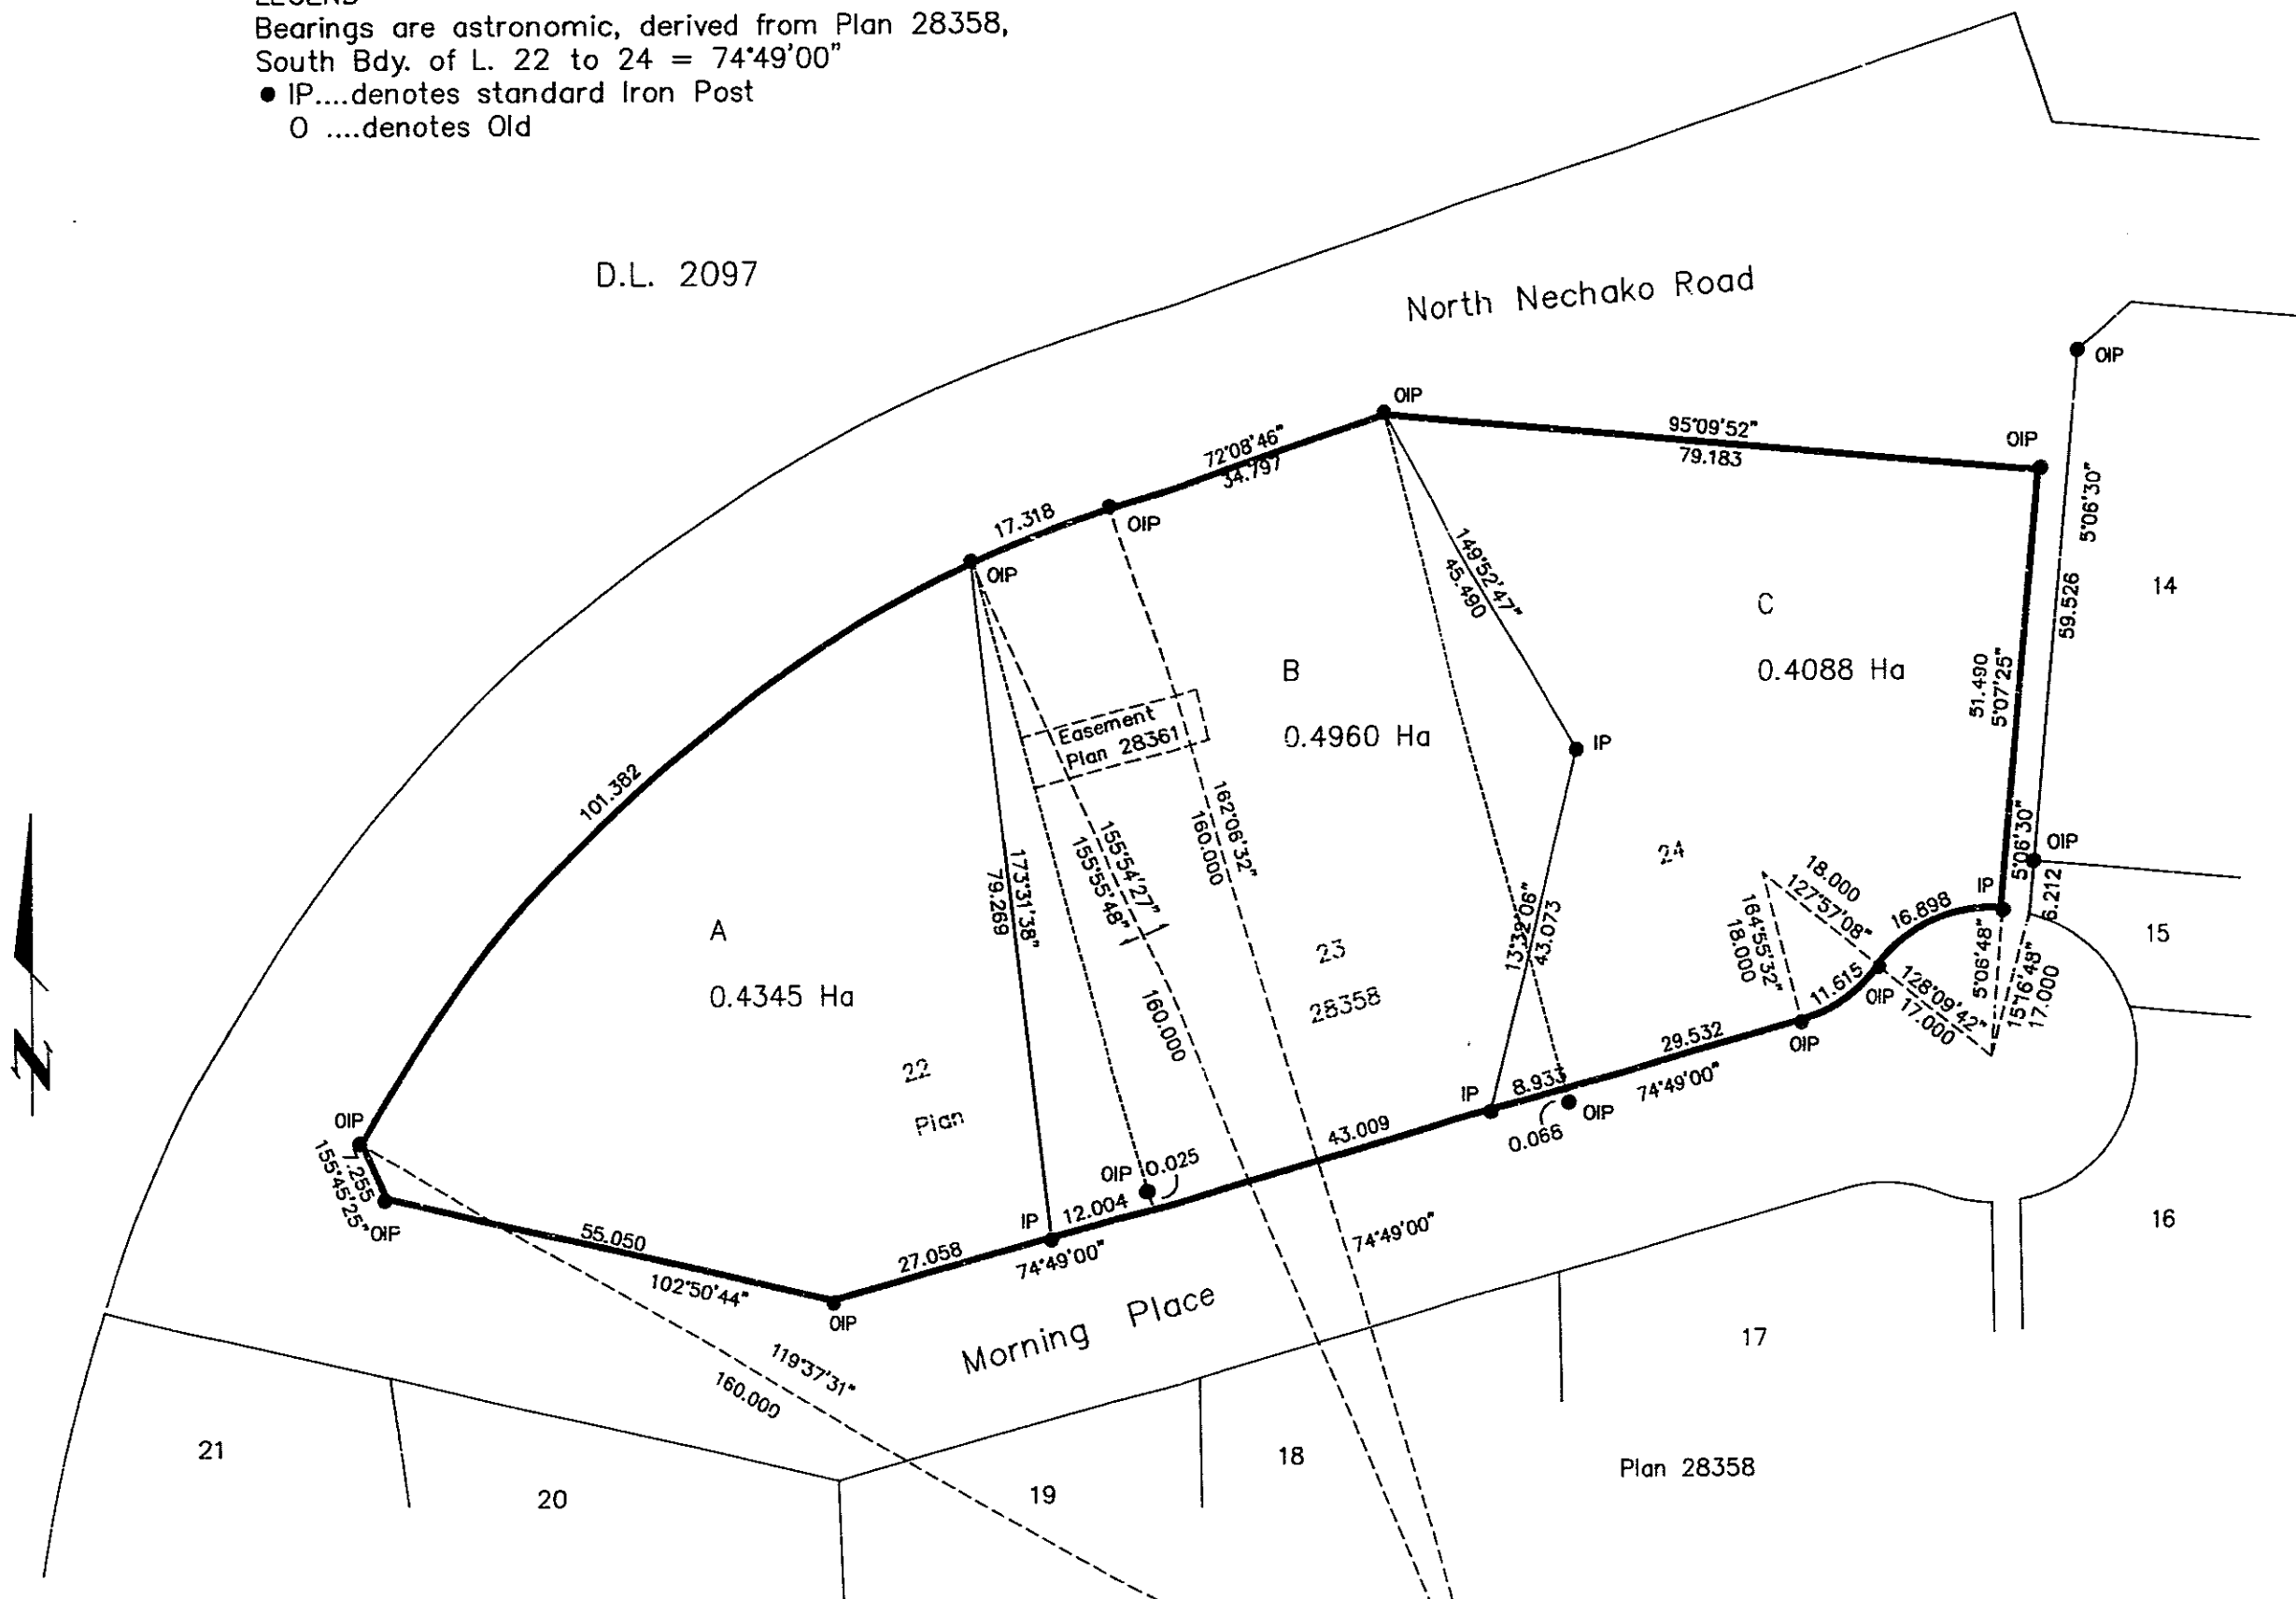 Bearings are astronomic, derived from Plan 28358,
South Bdy. of L. 22 to 24 = 74°49'00"
● IP....denotes standard Iron Post
O ....denotes Old
D.L. 2097
North Nechako Road
OIP
OIP
OIP
95°09'52"
79.183
OIP
72°08'46"
34.797
OIP
17.318
OIP
5°06'30"
59.526
14
149°52'47"
45.490
C
0.4088 Ha
51.490
5°07'25"
B
0.4960 Ha
IP
Easement
Plan 28361
101.382
162°06'32"
160.000
155°54'27"
155°55'48"
160.000
173°31'38"
79.269
24
13°32'06"
43.073
18.000
127°57'08"
164°55'32"
18.000
16.898
IP
5°06'30"
OIP
6.212
15
5°06'48"
15°16'48"
17.000
128°09'42"
17.000
11.615
OIP
OIP
A
0.4345 Ha
23
28358
22
Plan
29.532
74°49'00"
IP
8.933
OIP
0.068
43.009
OIP
0.025
12.004
IP
74°49'00"
74°49'00"
27.058
OIP
7.255
155°45'25"
OIP
55.050
102°50'44"
OIP
Morning Place
119°37'31"
160.000
16
17
18
19
20
21
Plan 28358
N